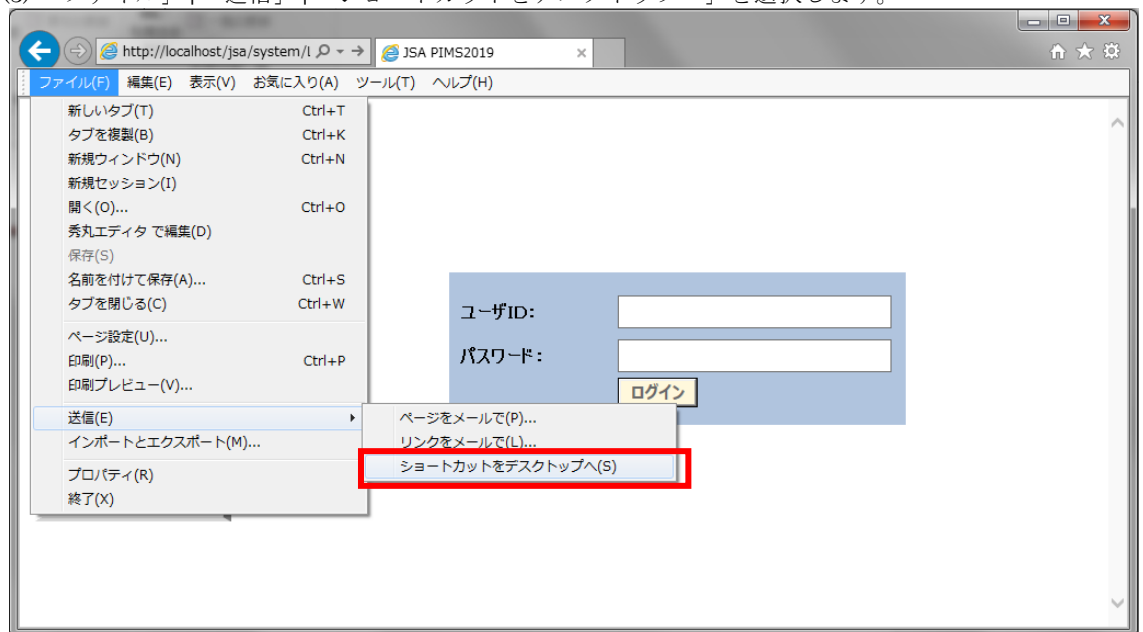 http://localhost/jsa/system/l
JSA PIMS2019
ファイル(F) 編集(E) 表示(V) お気に入り(A) ツール(T) ヘルプ(H)
新しいタブ(T) Ctrl+T
タブを複製(B) Ctrl+K
新規ウィンドウ(N) Ctrl+N
新規セッション(I)
開く(O)... Ctrl+O
秀丸エディタ で編集(D)
保存(S)
名前を付けて保存(A)... Ctrl+S
タブを閉じる(C) Ctrl+W
ページ設定(U)...
印刷(P)... Ctrl+P
印刷プレビュー(V)...
送信(E)
インポートとエクスポート(M)...
プロパティ(R)
終了(X)
ページをメールで(P)...
リンクをメールで(L)...
ショートカットをデスクトップへ(S)
ユーザID:
パスワード:
ログイン